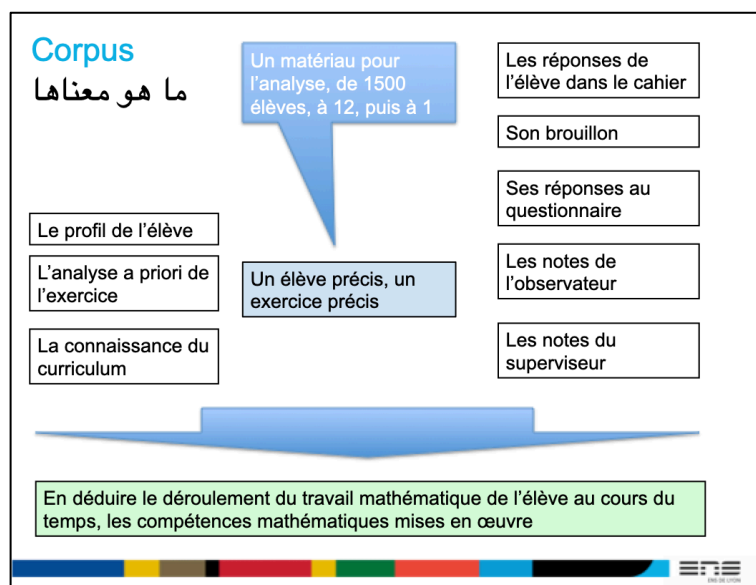 Corpus
ما هو معناها
Un matériau pour
l'analyse, de 1500
élèves, à 12, puis à 1
Les réponses de
l'élève dans le cahier
Son brouillon
Ses réponses au
questionnaire
Les notes de
l'observateur
Les notes du
superviseur
Le profil de l'élève
L'analyse a priori de
l'exercice
La connaissance du
curriculum
Un élève précis, un
exercice précis
En déduire le déroulement du travail mathématique de l'élève au cours du
temps, les compétences mathématiques mises en œuvre
ENS
ENS DE LYON